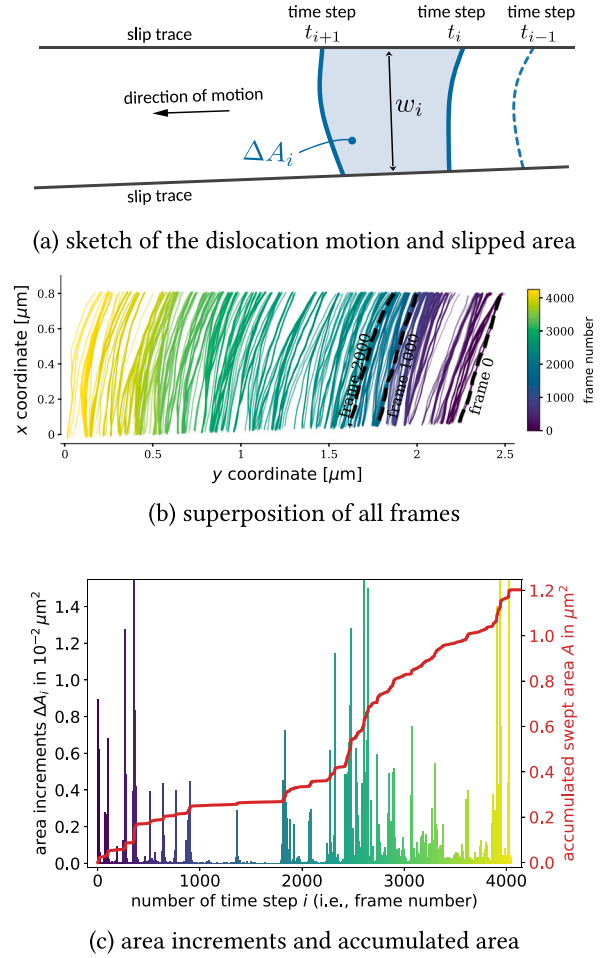 time step time step time step
t_{i+1} t_i t_{i−1}
slip trace
direction of motion
w_i
ΔA_i
slip trace
(a) sketch of the dislocation motion and slipped area
x coordinate [μm]
0.8
0.6
0.4
0.2
0
frame 2000
frame 1000
frame 0
0 0.5 1 1.5 2 2.5
y coordinate [μm]
4000
3000
2000
1000
0
frame number
(b) superposition of all frames
area increments ΔA_i in 10^{−2} μm²
1.4
1.2
1.0
0.8
0.6
0.4
0.2
0.0
1.2
1.0
0.8
0.6
0.4
0.2
0.0
accumulated swept area A in μm²
0 1000 2000 3000 4000
number of time step i (i.e., frame number)
(c) area increments and accumulated area